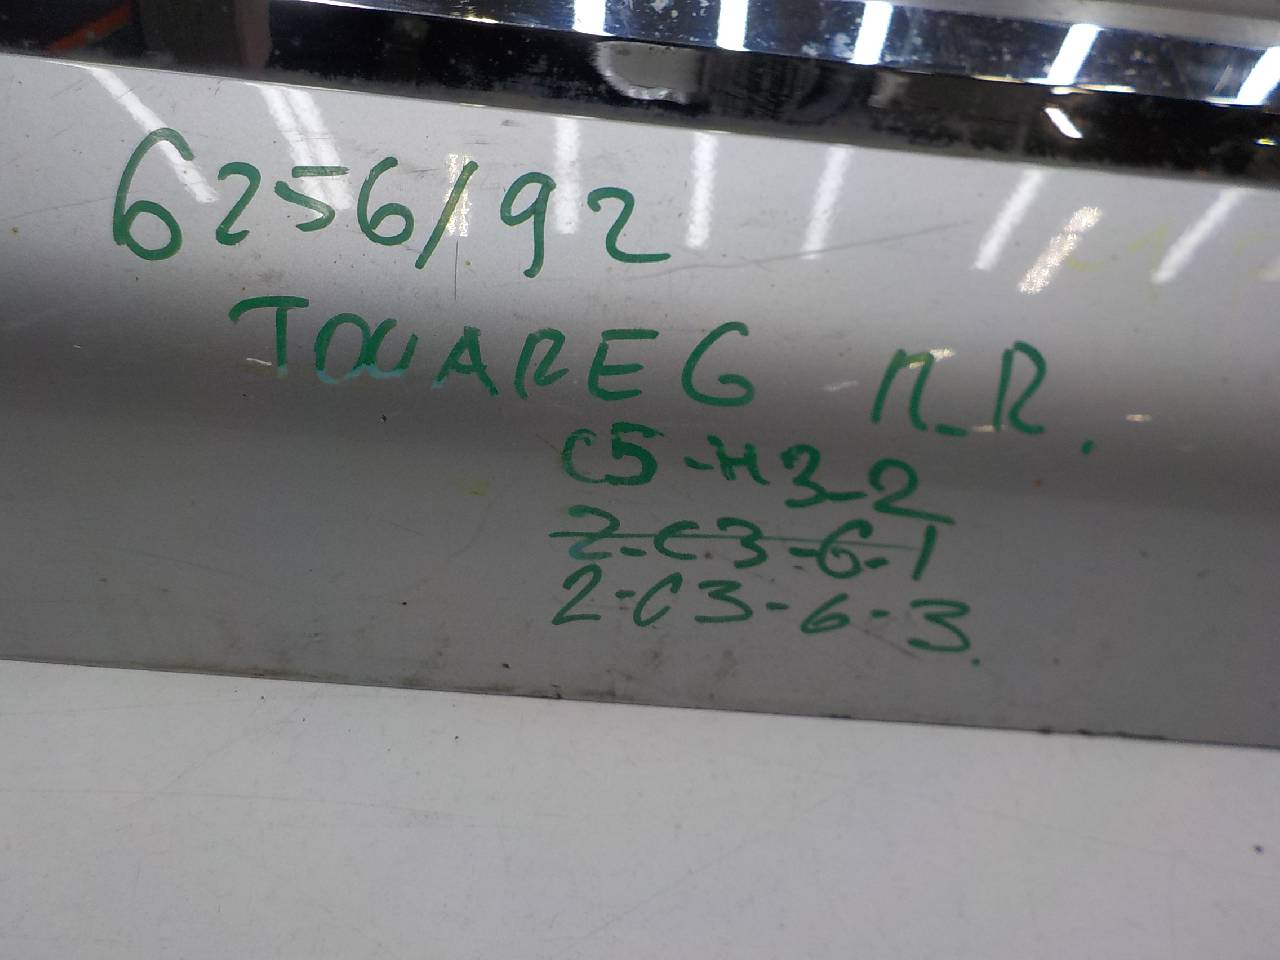 6256/92
TOUAREG П.R.
C5-H3-2
2-C3-6-1
2-C3-6-3.